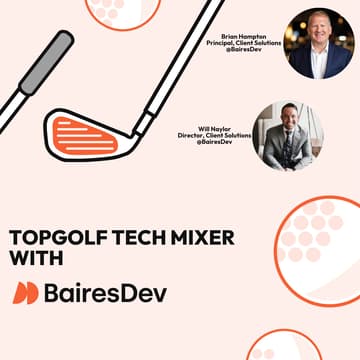 Brian Hampton
Principal, Client Solutions
@BairesDev
Will Naylor
Director, Client Solutions
@BairesDev
TOPGOLF TECH MIXER
WITH
BairesDev